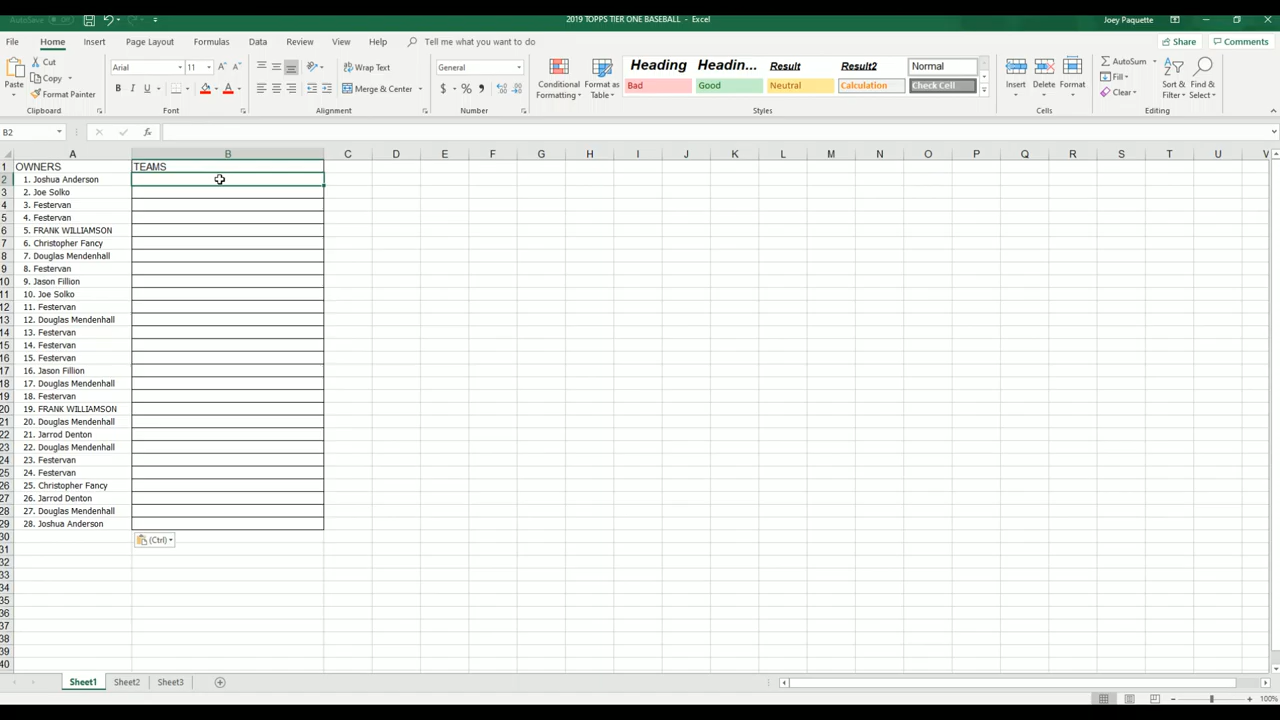 AutoSave Off
2019 TOPPS TIER ONE BASEBALL - Excel
Joey Paquette
File Home Insert Page Layout Formulas Data Review View Help Tell me what you want to do Share Comments
Paste Cut Copy Format Painter
Clipboard
Arial 11
B I U A
Font
Wrap Text
Merge & Center
Alignment
General
$ % ,
Number
Conditional Formatting
Format as Table
Heading Headin... Result Result2 Normal
Bad Good Neutral Calculation Check Cell
Styles
Insert Delete Format
Cells
AutoSum Fill Clear
Sort & Filter
Find & Select
Editing
B2 fx
A B C D E F G H I J K L M N O P Q R S T U V
1 OWNERS TEAMS
2 1. Joshua Anderson
3 2. Joe Solko
4 3. Festervan
5 4. Festervan
6 5. FRANK WILLIAMSON
7 6. Christopher Fancy
8 7. Douglas Mendenhall
9 8. Festervan
10 9. Jason Fillion
11 10. Joe Solko
12 11. Festervan
13 12. Douglas Mendenhall
14 13. Festervan
15 14. Festervan
16 15. Festervan
17 16. Jason Fillion
18 17. Douglas Mendenhall
19 18. Festervan
20 19. FRANK WILLIAMSON
21 20. Douglas Mendenhall
22 21. Jarrod Denton
23 22. Douglas Mendenhall
24 23. Festervan
25 24. Festervan
26 25. Christopher Fancy
27 26. Jarrod Denton
28 27. Douglas Mendenhall
29 28. Joshua Anderson
30 (Ctrl)
31
32
33
34
35
36
37
38
39
40
Sheet1 Sheet2 Sheet3
100%